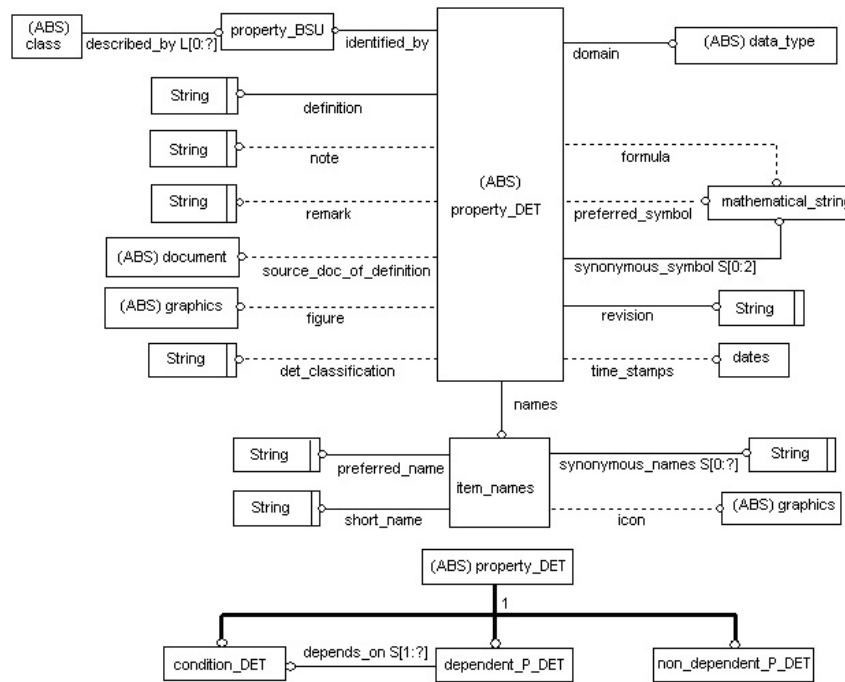 (ABS)
class
described_by L[0:?]
property_BSU
identified_by
domain
(ABS) data_type
String
definition
String
note
formula
(ABS)
property_DET
String
remark
preferred_symbol
mathematical_string
(ABS) document
source_doc_of_definition
synonymous_symbol S[0:2]
(ABS) graphics
figure
revision
String
String
det_classification
time_stamps
dates
names
String
preferred_name
item_names
synonymous_names S[0:?]
String
String
short_name
icon
(ABS) graphics
(ABS) property_DET
1
condition_DET
depends_on S[1:?]
dependent_P_DET
non_dependent_P_DET